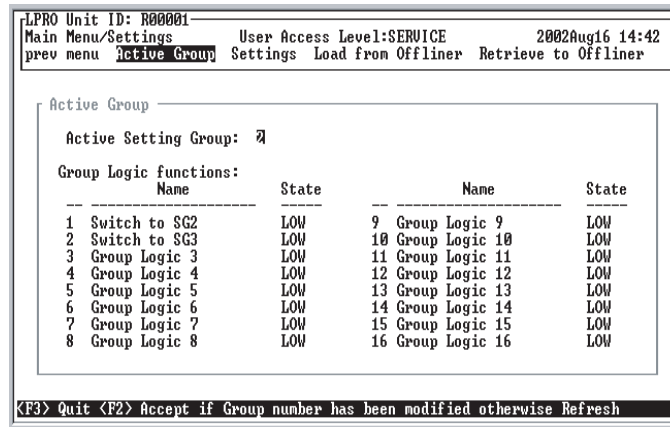 LPRO Unit ID: R00001
Main Menu/Settings User Access Level:SERVICE 2002Aug16 14:42
prev menu Active Group Settings Load from Offliner Retrieve to Offliner
Active Group
Active Setting Group: 2
Group Logic functions:
Name State Name State
-- -------------------- ----- -- -------------------- -----
1 Switch to SG2 LOW 9 Group Logic 9 LOW
2 Switch to SG3 LOW 10 Group Logic 10 LOW
3 Group Logic 3 LOW 11 Group Logic 11 LOW
4 Group Logic 4 LOW 12 Group Logic 12 LOW
5 Group Logic 5 LOW 13 Group Logic 13 LOW
6 Group Logic 6 LOW 14 Group Logic 14 LOW
7 Group Logic 7 LOW 15 Group Logic 15 LOW
8 Group Logic 8 LOW 16 Group Logic 16 LOW
<F3> Quit <F2> Accept if Group number has been modified otherwise Refresh